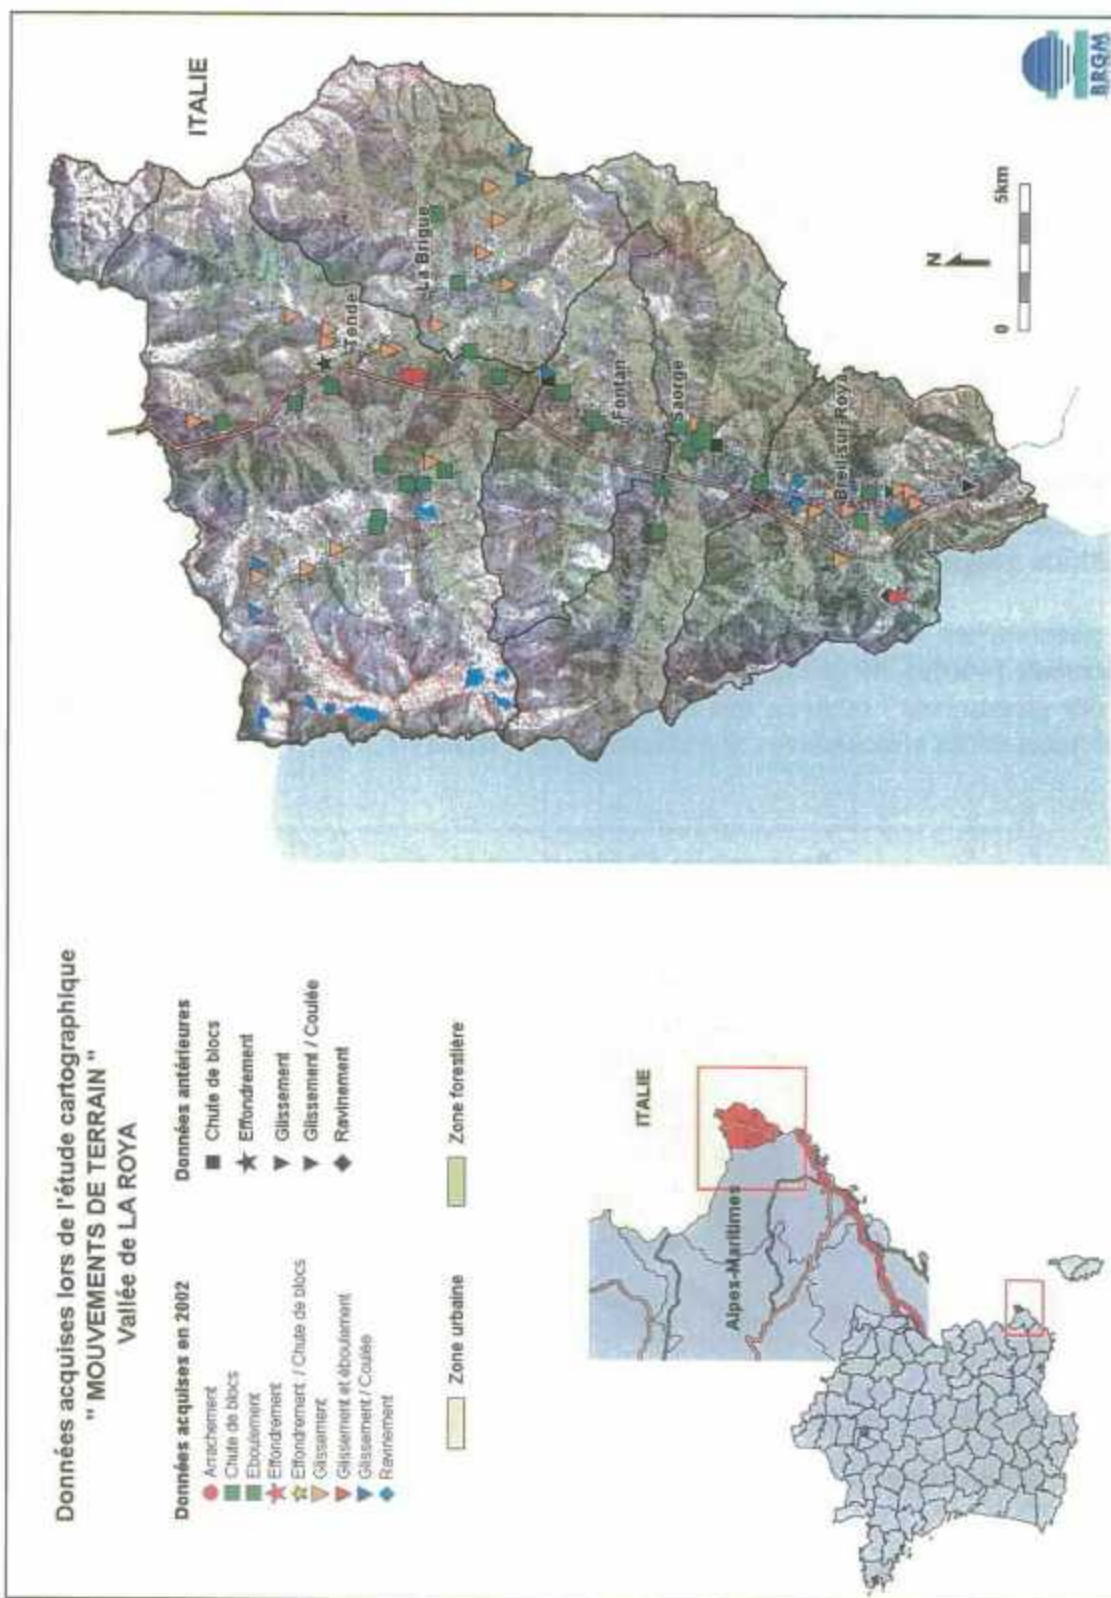 Données acquises lors de l'étude cartographique
" MOUVEMENTS DE TERRAIN "
Vallée de LA ROYA
Données acquises en 2002
Arrachement
Chute de blocs
Eboulement
Effondrement
Effondrement / Chute de blocs
Glissement
Glissement et éboulement
Glissement / Coulée
Ravinement
Données antérieures
Chute de blocs
Effondrement
Glissement
Glissement / Coulée
Ravinement
Zone urbaine
Zone forestière
ITALIE
Alpes-Maritimes
ITALIE
Tende
La Brigue
Fontan
Saorge
Breil-sur-Roya
N
0
5km
BRGM